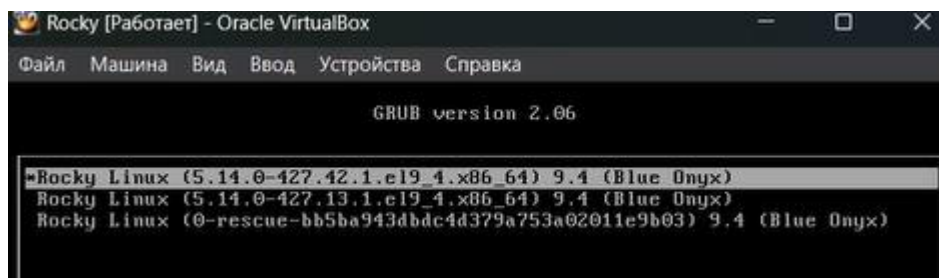 Rocky [Работает] - Oracle VirtualBox
Файл Машина Вид Ввод Устройства Справка
GRUB version 2.06
*Rocky Linux (5.14.0-427.42.1.el9_4.x86_64) 9.4 (Blue Onyx)
Rocky Linux (5.14.0-427.13.1.el9_4.x86_64) 9.4 (Blue Onyx)
Rocky Linux (0-rescue-bb5ba943dbdc4d379a753a02011e9b03) 9.4 (Blue Onyx)